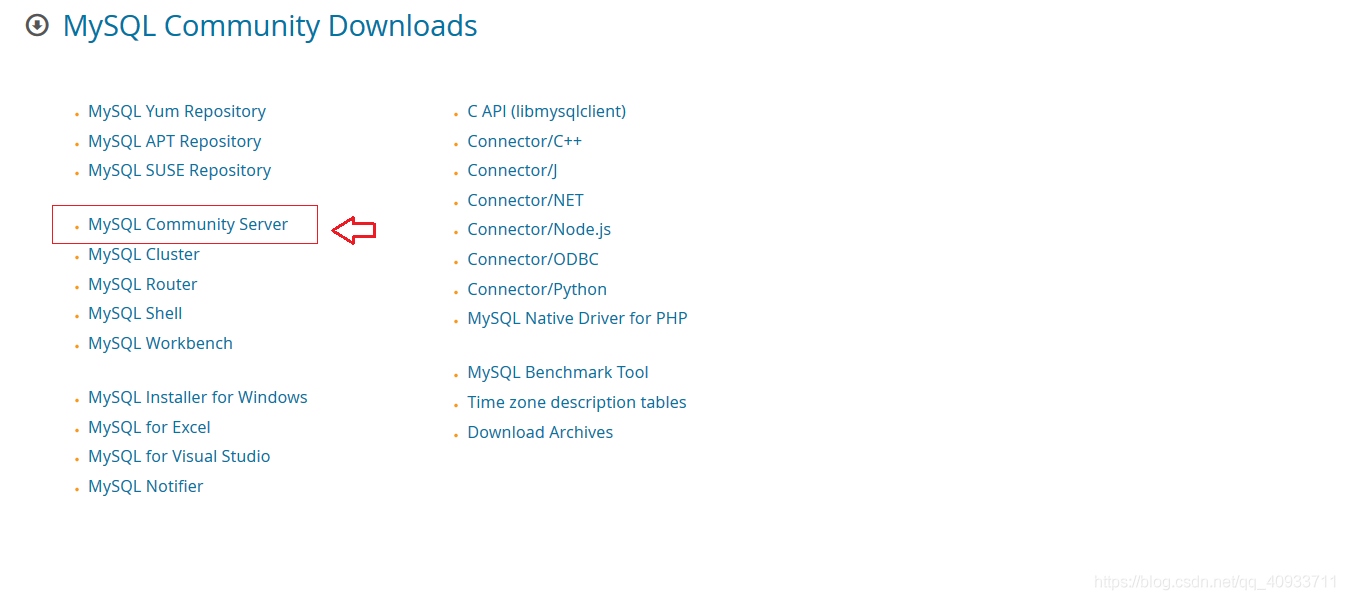 MySQL Community Downloads
MySQL Yum Repository
MySQL APT Repository
MySQL SUSE Repository
MySQL Community Server
MySQL Cluster
MySQL Router
MySQL Shell
MySQL Workbench
MySQL Installer for Windows
MySQL for Excel
MySQL for Visual Studio
MySQL Notifier
C API (libmysqlclient)
Connector/C++
Connector/J
Connector/NET
Connector/Node.js
Connector/ODBC
Connector/Python
MySQL Native Driver for PHP
MySQL Benchmark Tool
Time zone description tables
Download Archives
https://blog.csdn.net/qq_40933711